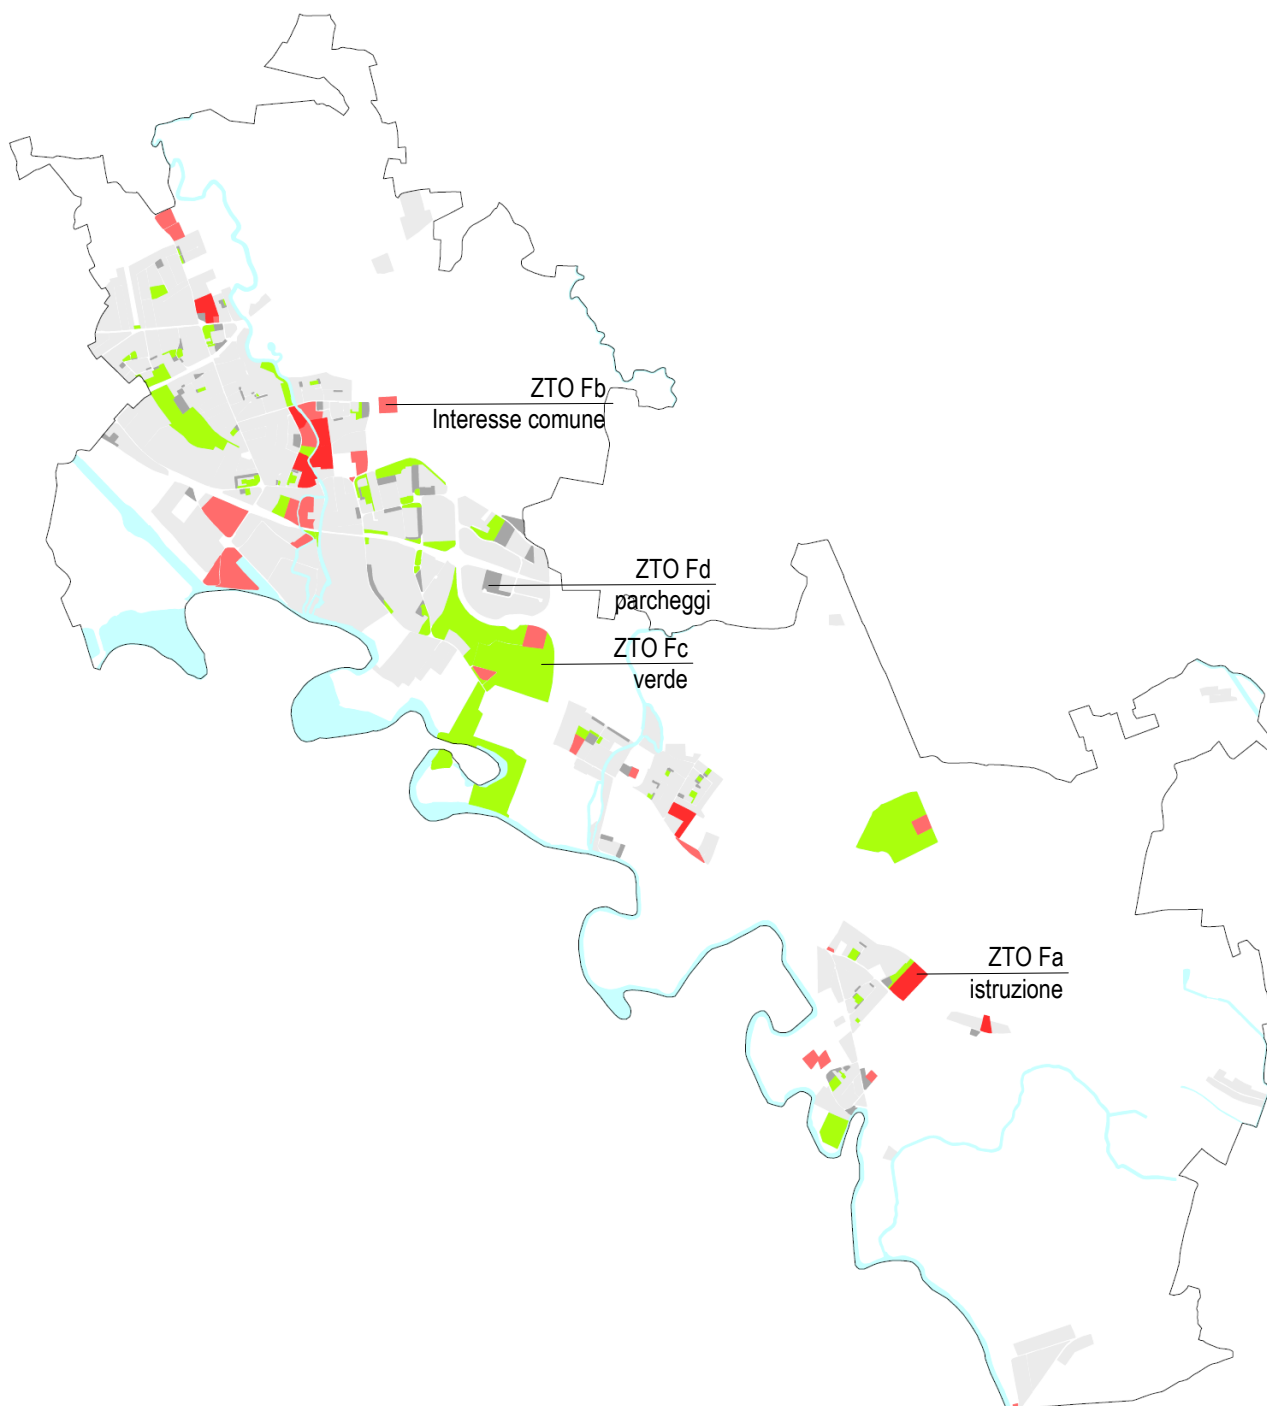 ZTO Fb
Interesse comune
ZTO Fd
parcheggi
ZTO Fc
verde
ZTO Fa
istruzione